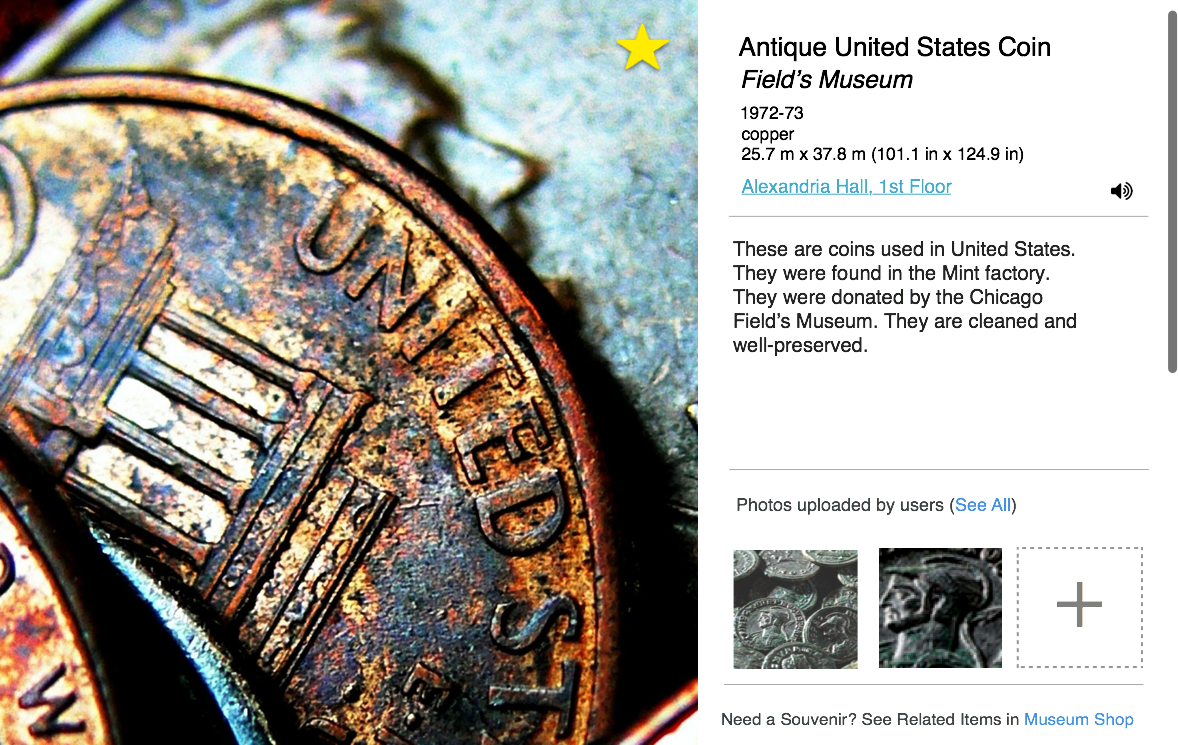 UNITED ST
W
Antique United States Coin
Field's Museum
1972-73
copper
25.7 m x 37.8 m (101.1 in x 124.9 in)
Alexandria Hall, 1st Floor
These are coins used in United States.
They were found in the Mint factory.
They were donated by the Chicago
Field's Museum. They are cleaned and
well-preserved.
Photos uploaded by users (See All)
Need a Souvenir? See Related Items in Museum Shop